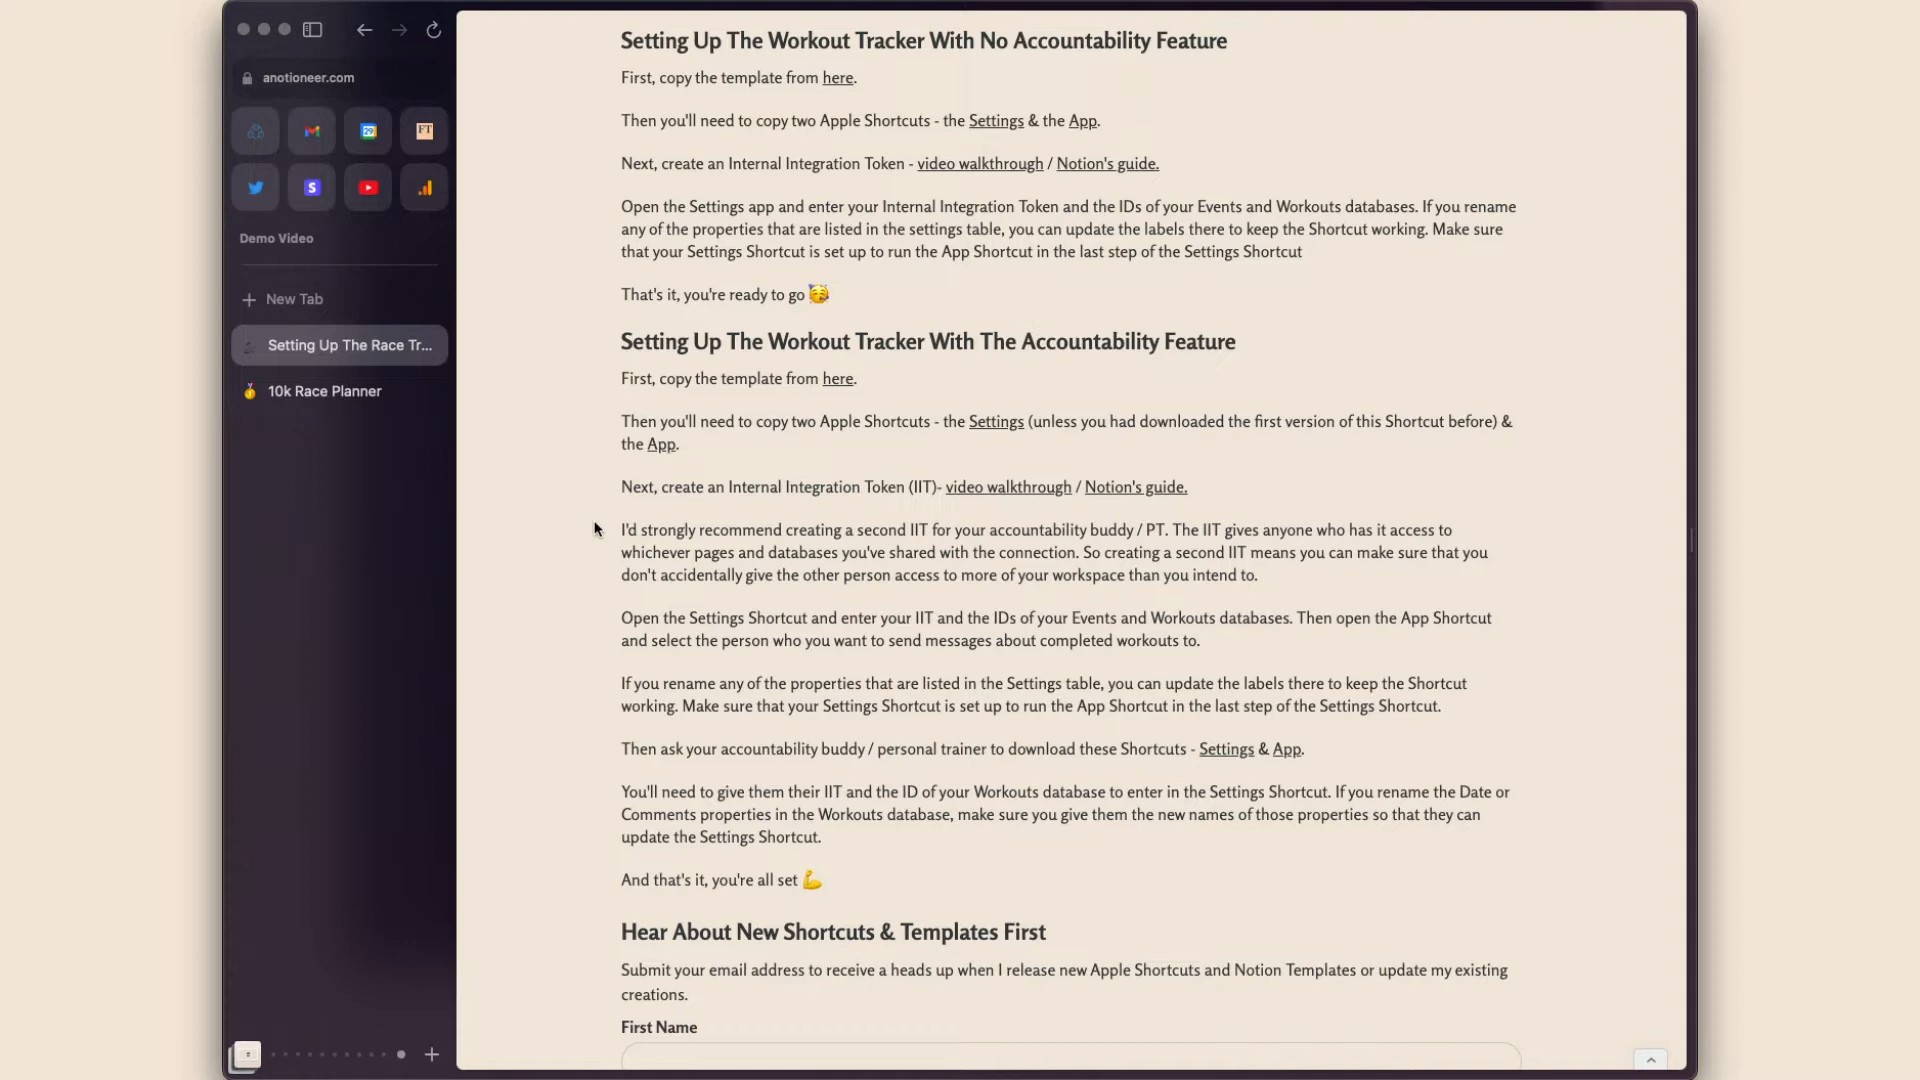 anotioneer.com
29
FT
S
Demo Video
New Tab
Setting Up The Race Tr...
10k Race Planner
Setting Up The Workout Tracker With No Accountability Feature
First, copy the template from here.
Then you'll need to copy two Apple Shortcuts - the Settings & the App.
Next, create an Internal Integration Token - video walkthrough / Notion's guide.
Open the Settings app and enter your Internal Integration Token and the IDs of your Events and Workouts databases. If you rename
any of the properties that are listed in the settings table, you can update the labels there to keep the Shortcut working. Make sure
that your Settings Shortcut is set up to run the App Shortcut in the last step of the Settings Shortcut
That's it, you're ready to go 🥳
Setting Up The Workout Tracker With The Accountability Feature
First, copy the template from here.
Then you'll need to copy two Apple Shortcuts - the Settings (unless you had downloaded the first version of this Shortcut before) &
the App.
Next, create an Internal Integration Token (IIT)- video walkthrough / Notion's guide.
I'd strongly recommend creating a second IIT for your accountability buddy / PT. The IIT gives anyone who has it access to
whichever pages and databases you've shared with the connection. So creating a second IIT means you can make sure that you
don't accidentally give the other person access to more of your workspace than you intend to.
Open the Settings Shortcut and enter your IIT and the IDs of your Events and Workouts databases. Then open the App Shortcut
and select the person who you want to send messages about completed workouts to.
If you rename any of the properties that are listed in the Settings table, you can update the labels there to keep the Shortcut
working. Make sure that your Settings Shortcut is set up to run the App Shortcut in the last step of the Settings Shortcut.
Then ask your accountability buddy / personal trainer to download these Shortcuts - Settings & App.
You'll need to give them their IIT and the ID of your Workouts database to enter in the Settings Shortcut. If you rename the Date or
Comments properties in the Workouts database, make sure you give them the new names of those properties so that they can
update the Settings Shortcut.
And that's it, you're all set 💪
Hear About New Shortcuts & Templates First
Submit your email address to receive a heads up when I release new Apple Shortcuts and Notion Templates or update my existing
creations.
First Name